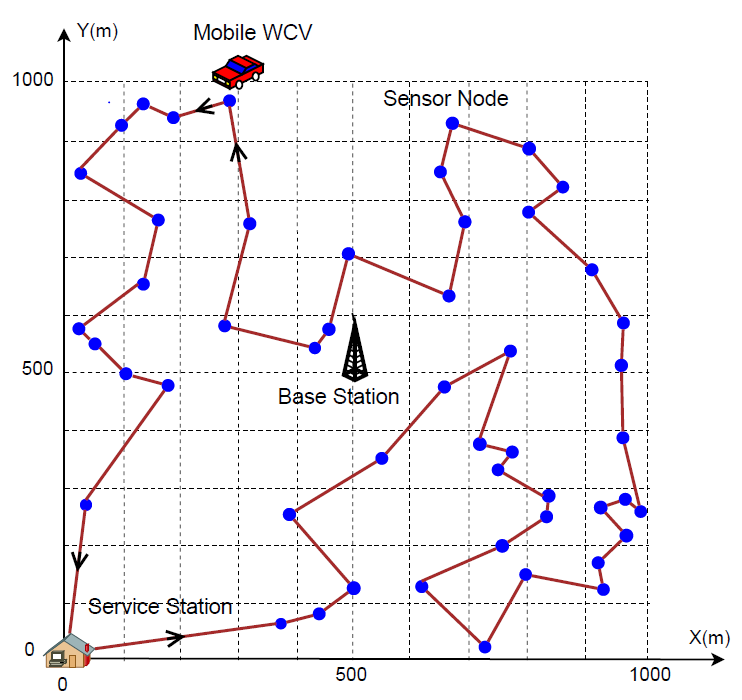 Y(m)
Mobile WCV
1000
Sensor Node
500
Base Station
Service Station
0
X(m)
0
500
1000